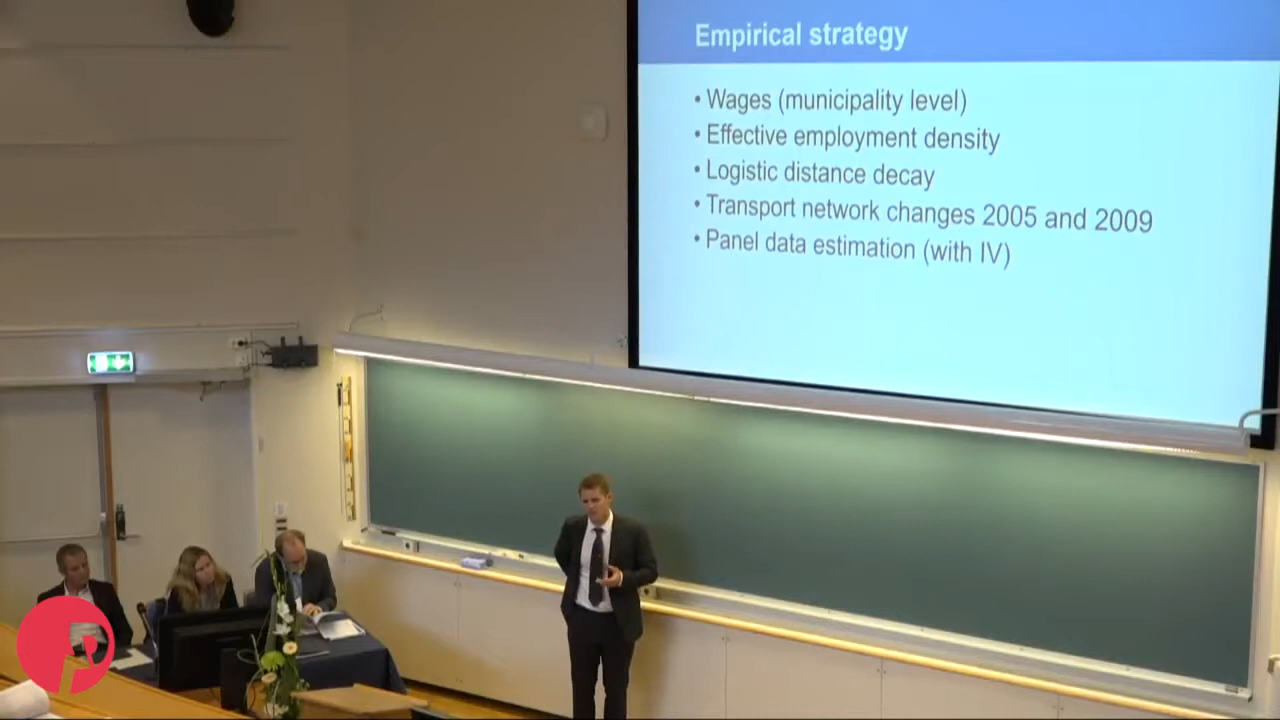 Empirical strategy
• Wages (municipality level)
• Effective employment density
• Logistic distance decay
• Transport network changes 2005 and 2009
• Panel data estimation (with IV)